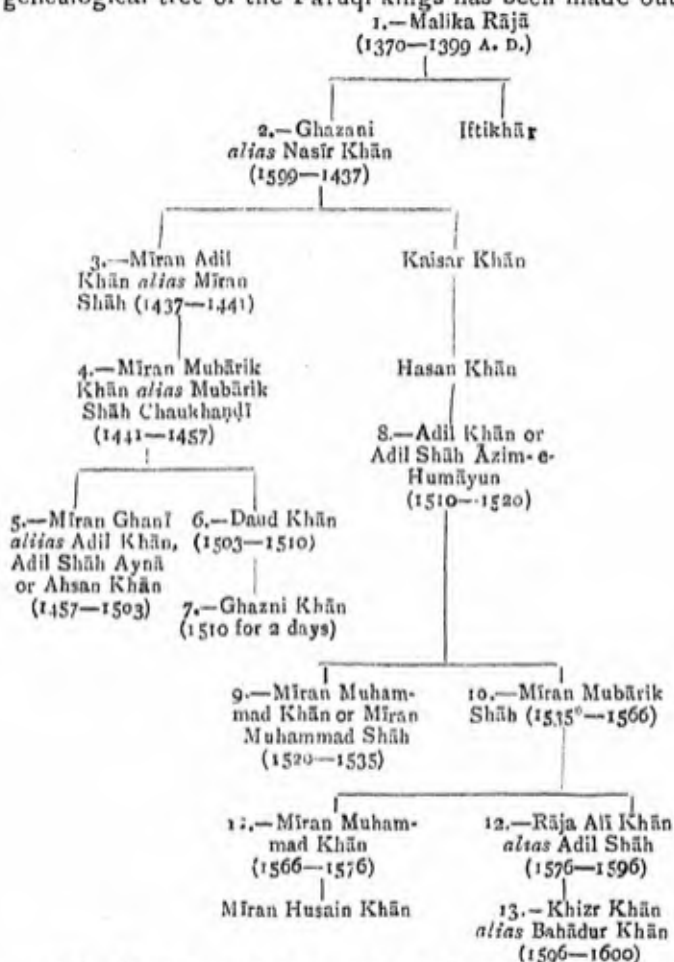 genealogical tree of the Faruqi kings has been made out
1.—Malika Rājā
(1370—1399 A. D.)
2.—Ghazani
alias Nasīr Khān
(1599—1437)
Iftikhār
3.—Mīran Adil
Khān alias Mīran
Shāh (1437—1441)
Kaisar Khān
4.—Mīran Mubārik
Khān alias Mubārik
Shāh Chaukhaṇḍī
(1441—1457)
Hasan Khān
8.—Adil Khān or
Adil Shāh Āzim-e-
Humāyun
(1510—1520)
5.—Mīran Ghanī
aliias Adil Khān,
Adil Shāh Aynā
or Ahsan Khān
(1457—1503)
6.—Daud Khān
(1503—1510)
7.—Ghazni Khān
(1510 for 2 days)
9.—Mīran Muham-
mad Khān or Mīran
Muhammad Shāh
(1520—1535)
10.—Mīran Mubārik
Shāh (1535*—1566)
11.—Mīran Muham-
mad Khān
(1566—1576)
Mīran Husain Khān
12.—Rāja Alī Khān
alias Adil Shāh
(1576—1596)
13.—Khizr Khān
alias Bahādur Khān
(1596—1600)